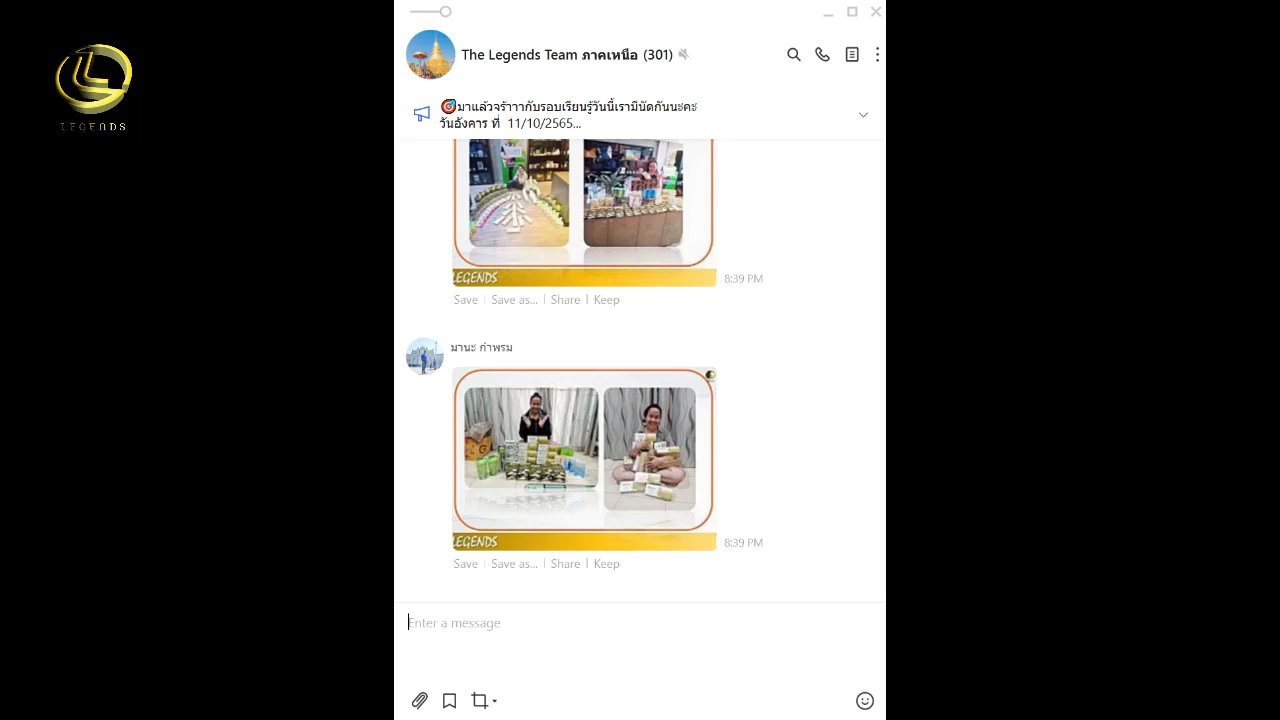 LEGENDS
The Legends Team ภาคเหนือ (301)
🎯มาแล้วจร้าากับรอบเรียนรู้วันนี้เรามีนัดกันนะคะ
วันอังคาร ที่ 11/10/2565...
LEGENDS
8:39 PM
Save
Save as...
Share
Keep
มานะ ก๋าพรม
LEGENDS
8:39 PM
Save
Save as...
Share
Keep
Enter a message